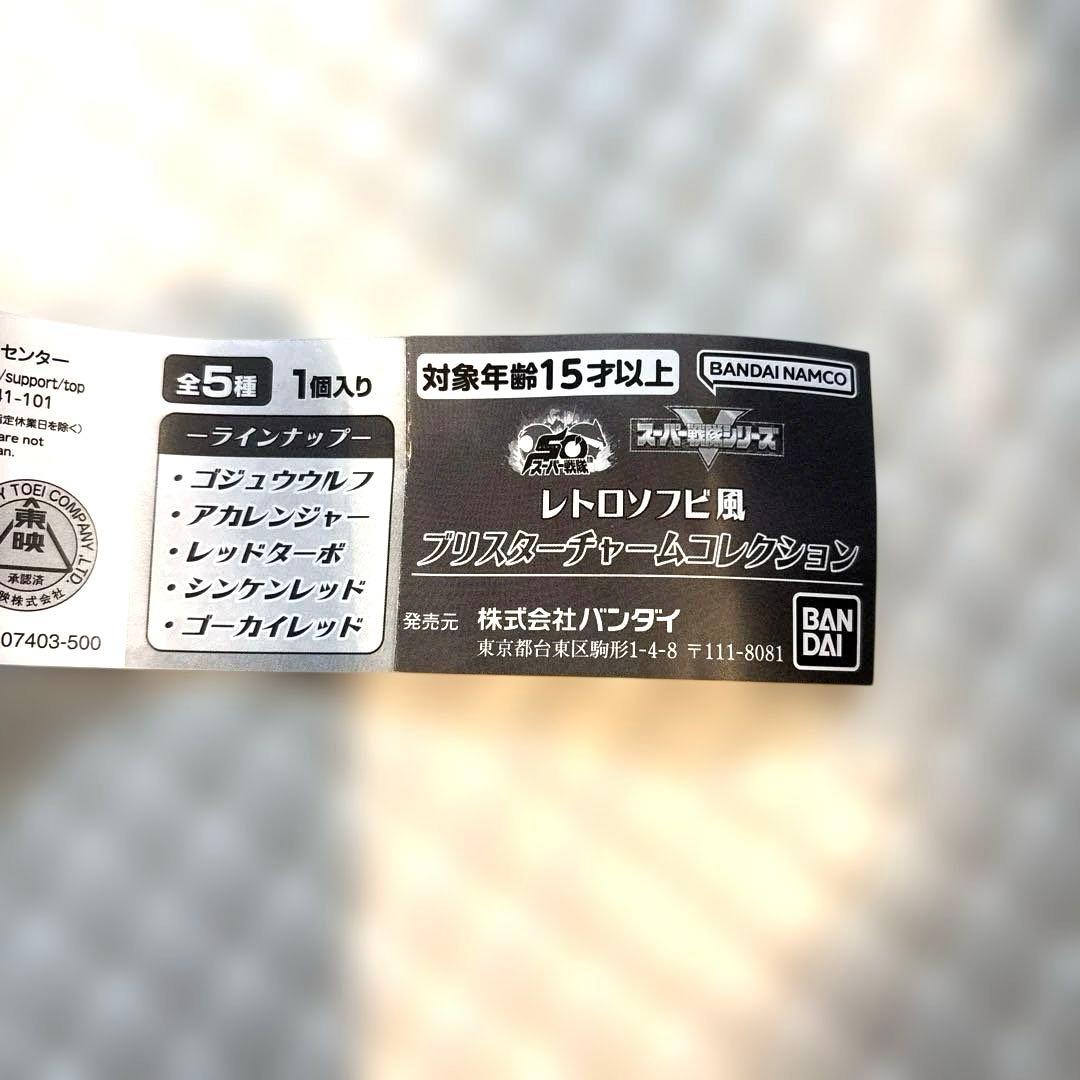 センター
/support/top
41-101
指定休業日を除く)
are not
an.
Y TOEI COMPANY, LTD.
東映
承認済
映株式会社
07403-500
全5種 1個入り
ーラインナップー
・ゴジュウウルフ
・アカレンジャー
・レッドターボ
・シンケンレッド
・ゴーカイレッド
対象年齢15才以上
BANDAI NAMCO
50
スーパー戦隊
スーパー戦隊シリーズ
レトロソフビ風
ブリスターチャームコレクション
発売元 株式会社バンダイ
東京都台東区駒形1-4-8 〒111-8081
BAN
DAI